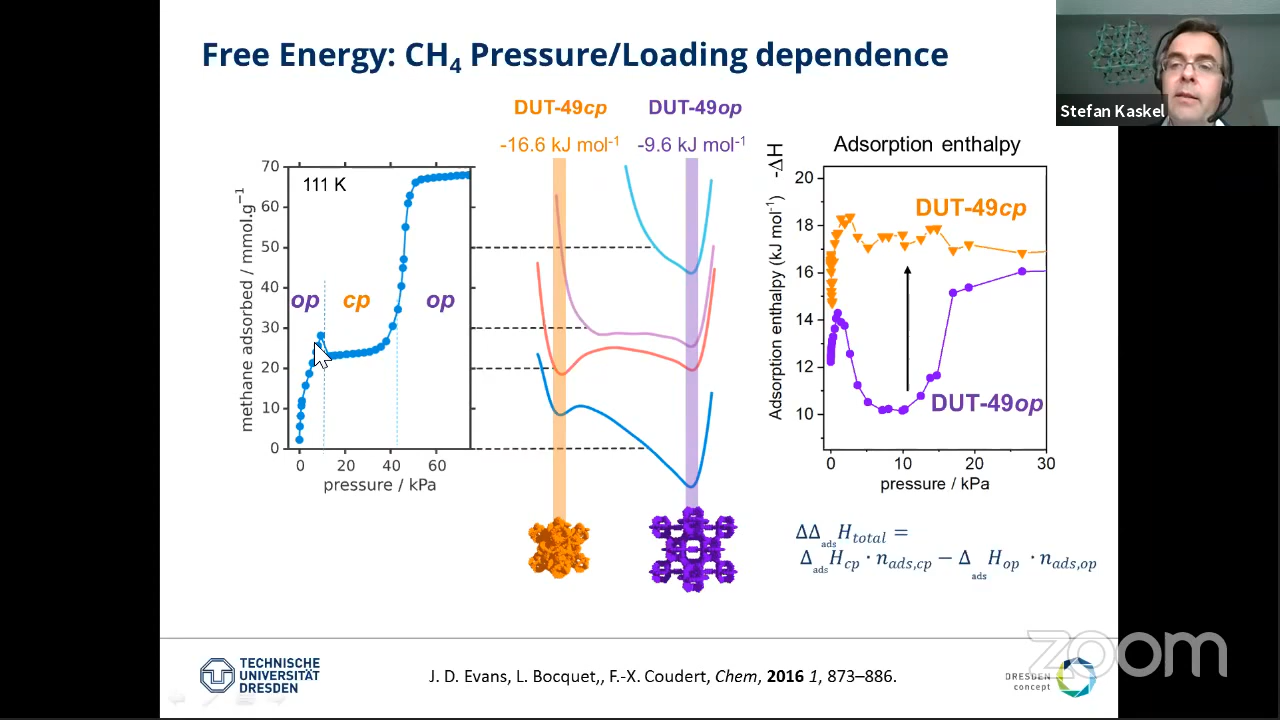 Free Energy: CH4 Pressure/Loading dependence
Stefan Kaskel
DUT-49cp
DUT-49op
-16.6 kJ mol-1
-9.6 kJ mol-1
methane adsorbed / mmol.g−1
70
60
50
40
30
20
10
0
111 K
op
cp
op
0
20
40
60
pressure / kPa
Adsorption enthalpy
-ΔH
Adsorption enthalpy (kJ mol-1)
20
18
16
14
12
10
DUT-49cp
DUT-49op
0
10
20
30
pressure / kPa
ΔΔadsHtotal =
ΔadsHcp · nads,cp − ΔadsHop · nads,op
TECHNISCHE
UNIVERSITÄT
DRESDEN
J. D. Evans, L. Bocquet,, F.-X. Coudert, Chem, 2016 1, 873–886.
DRESDEN
concept
zoom